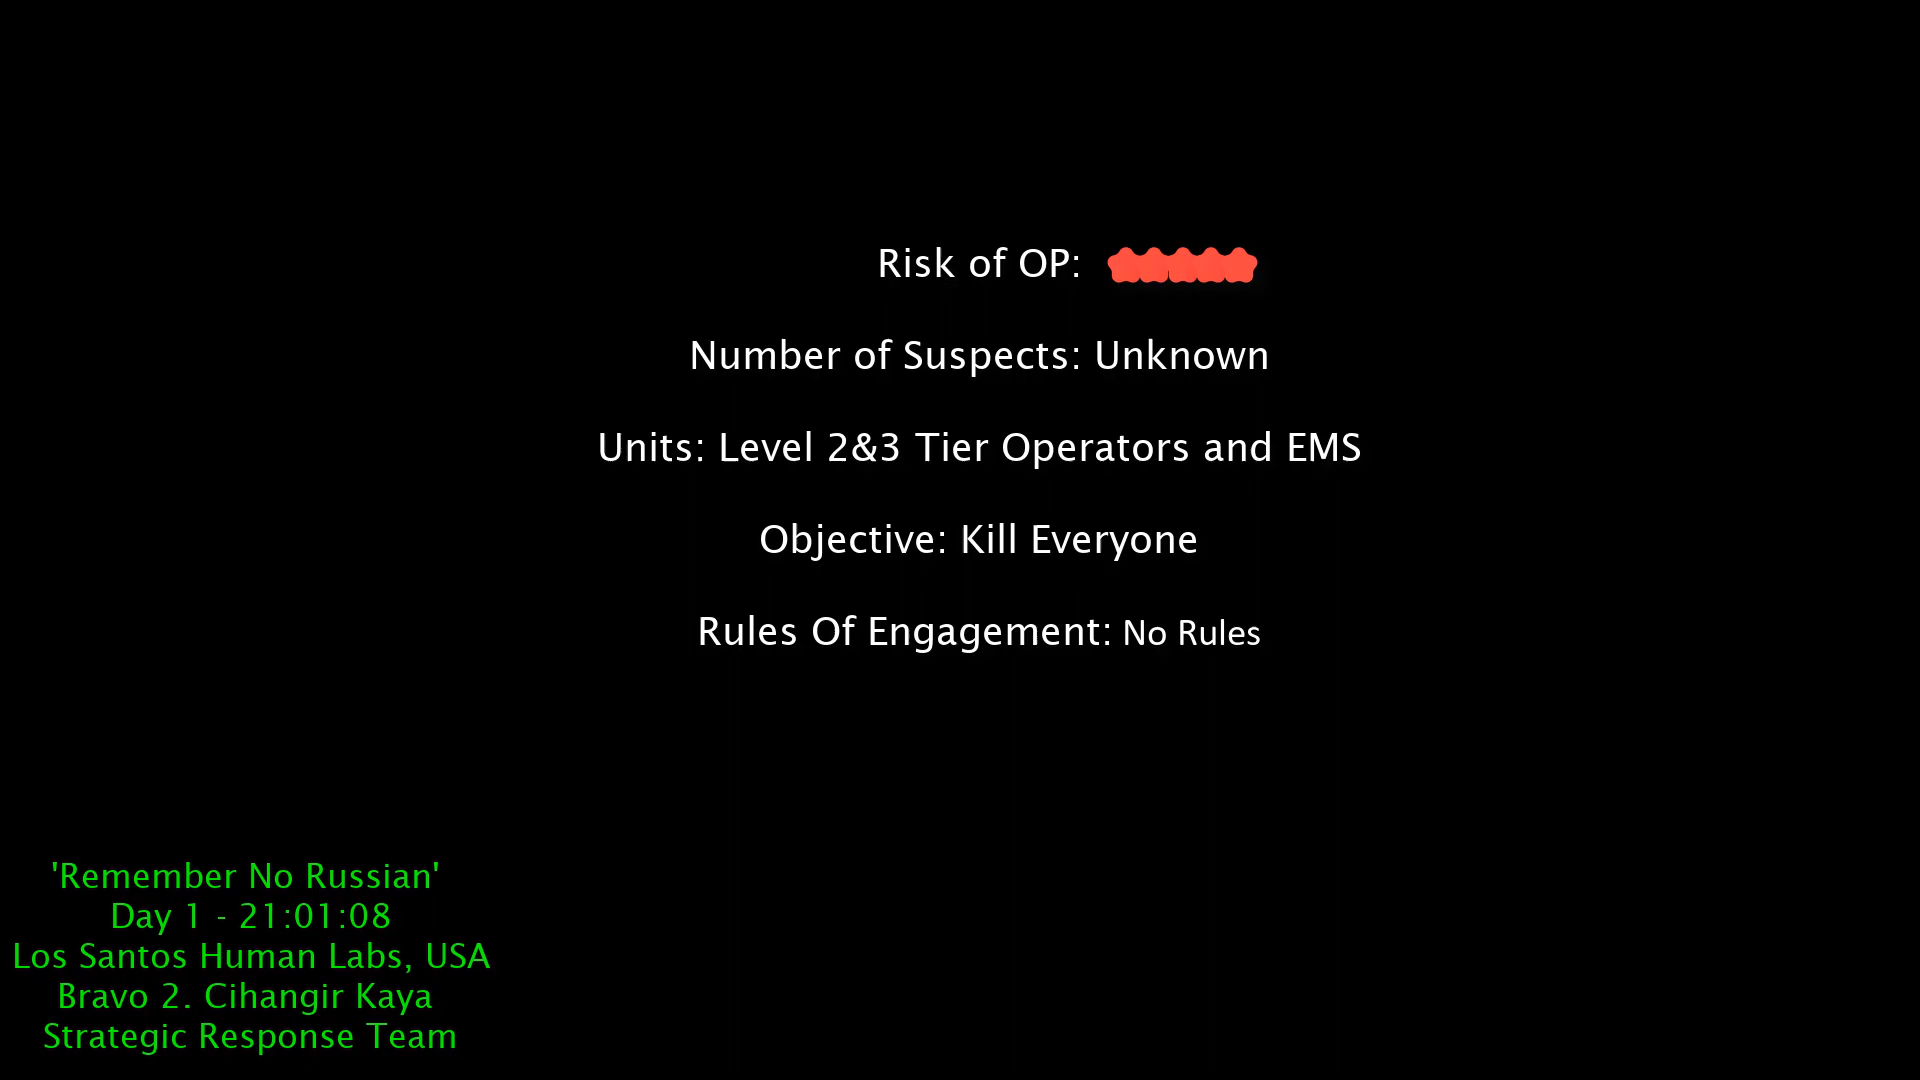 Risk of OP:
Number of Suspects: Unknown
Units: Level 2&3 Tier Operators and EMS
Objective: Kill Everyone
Rules Of Engagement: No Rules
'Remember No Russian'
Day 1 - 21:01:08
Los Santos Human Labs, USA
Bravo 2. Cihangir Kaya
Strategic Response Team